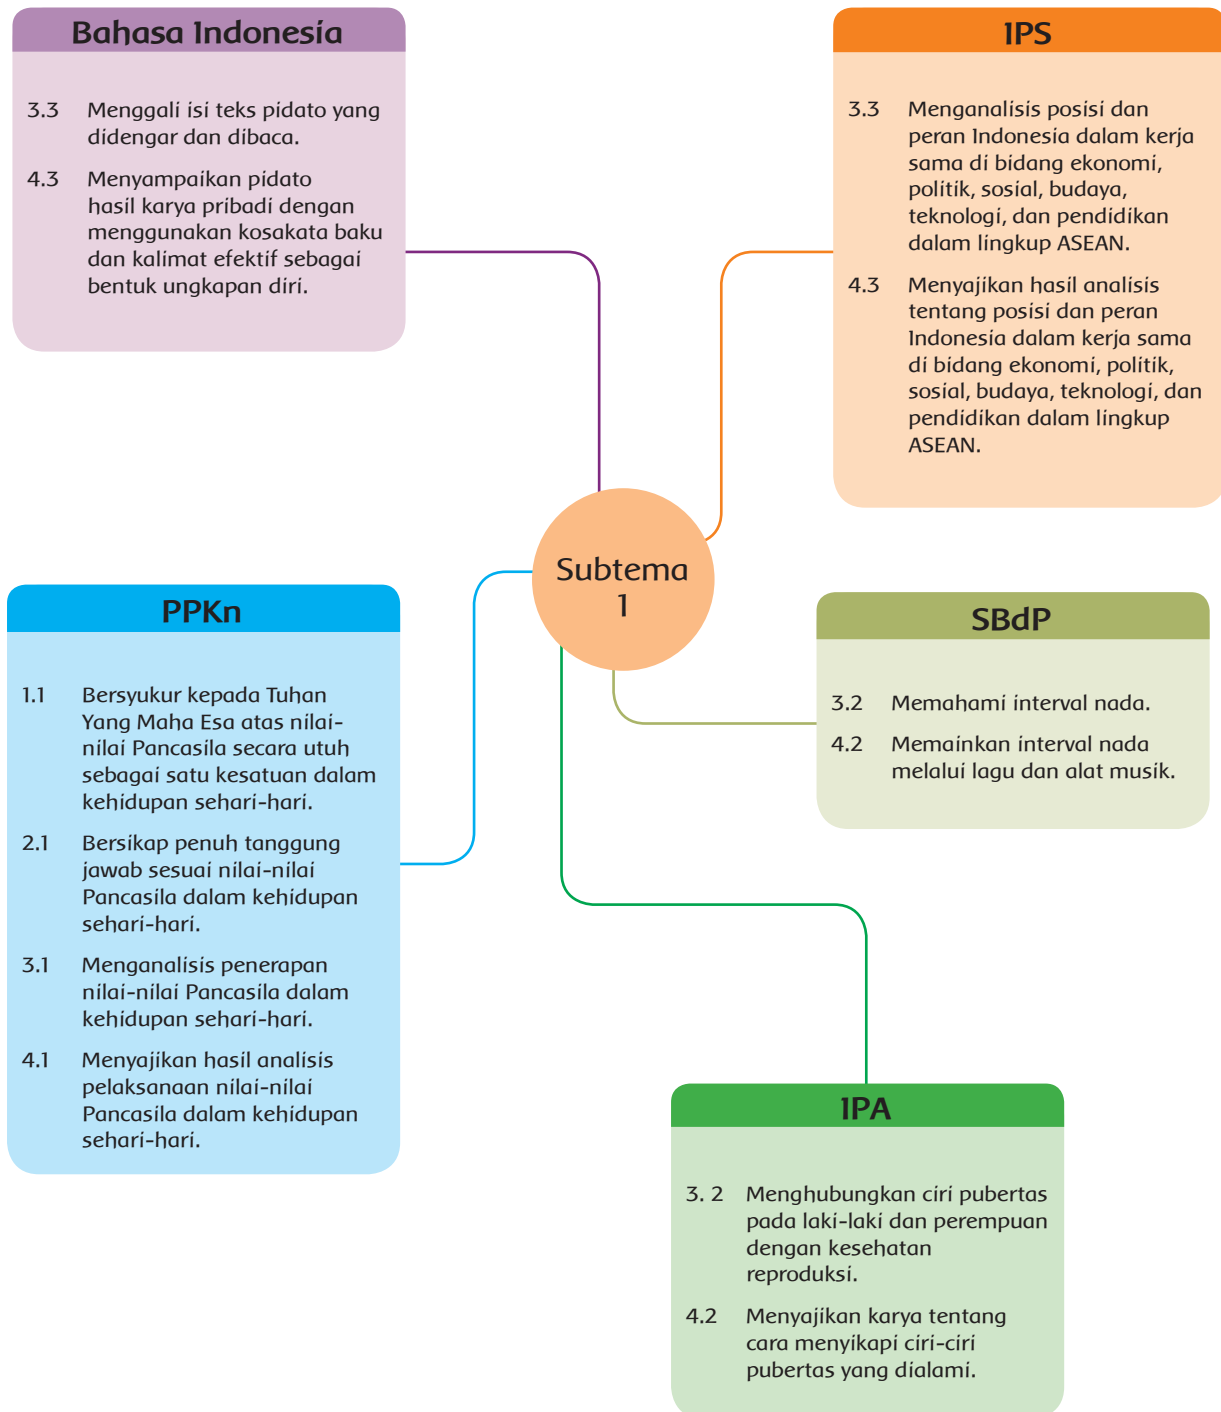 Bahasa Indonesia
3.3 Menggali isi teks pidato yang
didengar dan dibaca.
4.3 Menyampaikan pidato
hasil karya pribadi dengan
menggunakan kosakata baku
dan kalimat efektif sebagai
bentuk ungkapan diri.
IPS
3.3 Menganalisis posisi dan
peran Indonesia dalam kerja
sama di bidang ekonomi,
politik, sosial, budaya,
teknologi, dan pendidikan
dalam lingkup ASEAN.
4.3 Menyajikan hasil analisis
tentang posisi dan peran
Indonesia dalam kerja sama
di bidang ekonomi, politik,
sosial, budaya, teknologi, dan
pendidikan dalam lingkup
ASEAN.
Subtema
1
PPKn
1.1 Bersyukur kepada Tuhan
Yang Maha Esa atas nilai-
nilai Pancasila secara utuh
sebagai satu kesatuan dalam
kehidupan sehari-hari.
2.1 Bersikap penuh tanggung
jawab sesuai nilai-nilai
Pancasila dalam kehidupan
sehari-hari.
3.1 Menganalisis penerapan
nilai-nilai Pancasila dalam
kehidupan sehari-hari.
4.1 Menyajikan hasil analisis
pelaksanaan nilai-nilai
Pancasila dalam kehidupan
sehari-hari.
SBdP
3.2 Memahami interval nada.
4.2 Memainkan interval nada
melalui lagu dan alat musik.
IPA
3. 2 Menghubungkan ciri pubertas
pada laki-laki dan perempuan
dengan kesehatan
reproduksi.
4.2 Menyajikan karya tentang
cara menyikapi ciri-ciri
pubertas yang dialami.